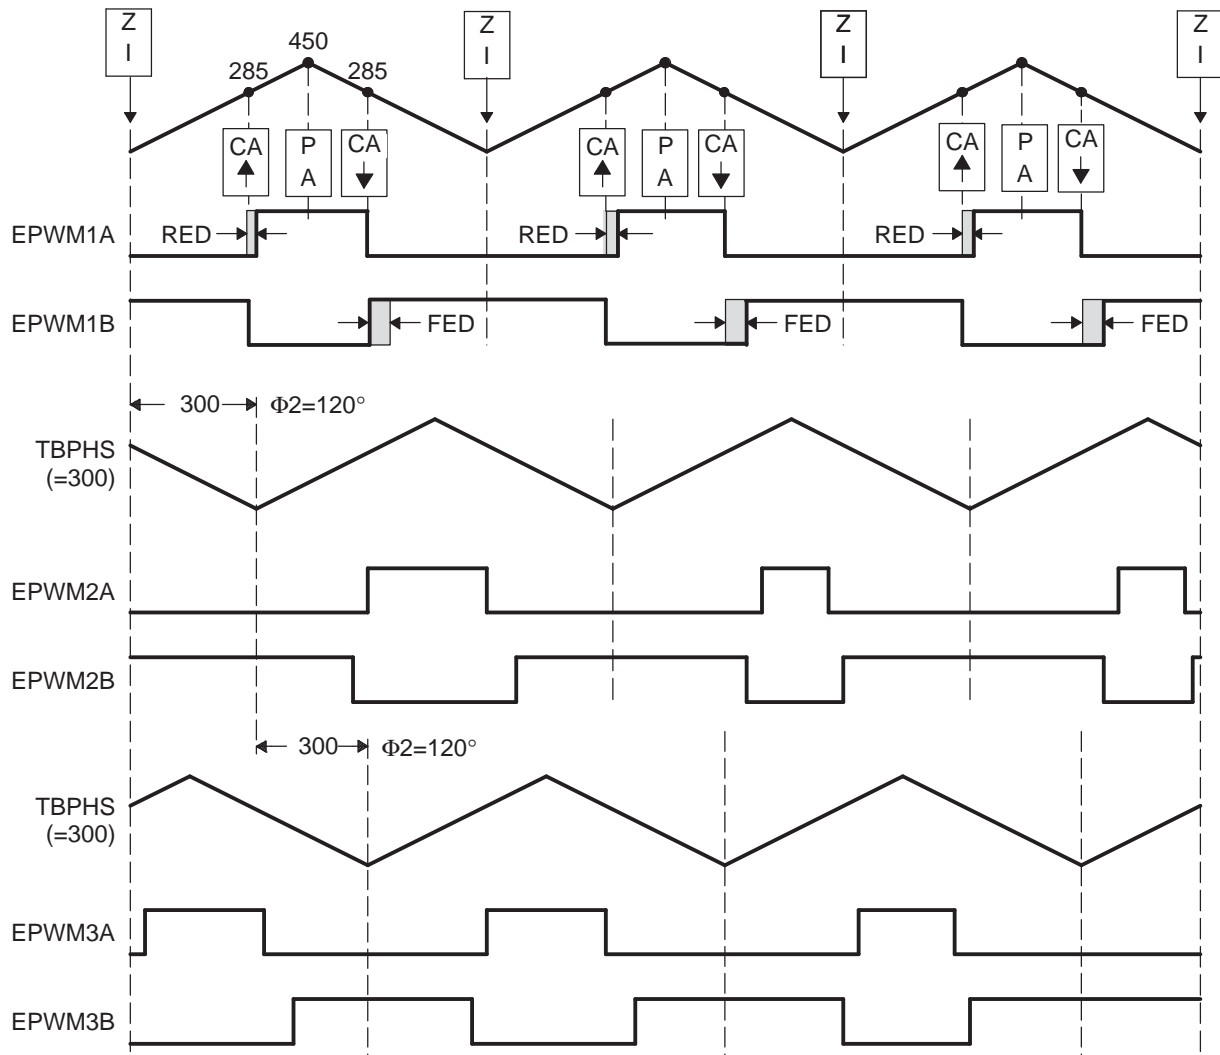 Z Z Z Z
I I I I
450
285 285
CA P CA CA P CA CA P CA
A A A
EPWM1A RED RED RED
EPWM1B FED FED FED
300 Φ2=120°
TBPHS
(=300)
EPWM2A
EPWM2B
300 Φ2=120°
TBPHS
(=300)
EPWM3A
EPWM3B